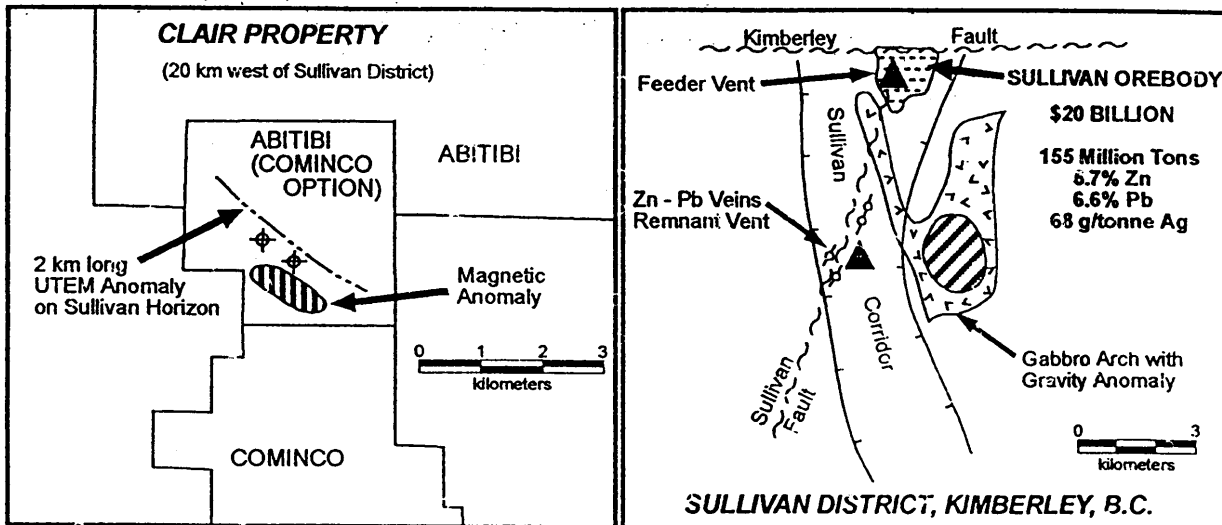 CLAIR PROPERTY
(20 km west of Sullivan District)
ABITIBI
(COMINCO
OPTION)
ABITIBI
2 km long
UTEM Anomaly
on Sullivan Horizon
Magnetic
Anomaly
0 1 2 3
kilometers
COMINCO
Kimberley Fault
Feeder Vent
SULLIVAN OREBODY
$20 BILLION
155 Million Tons
% Zn
6.6% Pb
68 g/tonne Ag
Sullivan
Corridor
Zn - Pb Veins
Remnant Vent
Sullivan
Fault
Gabbro Arch with
Gravity Anomaly
0 3
kilometers
SULLIVAN DISTRICT, KIMBERLEY, B.C.